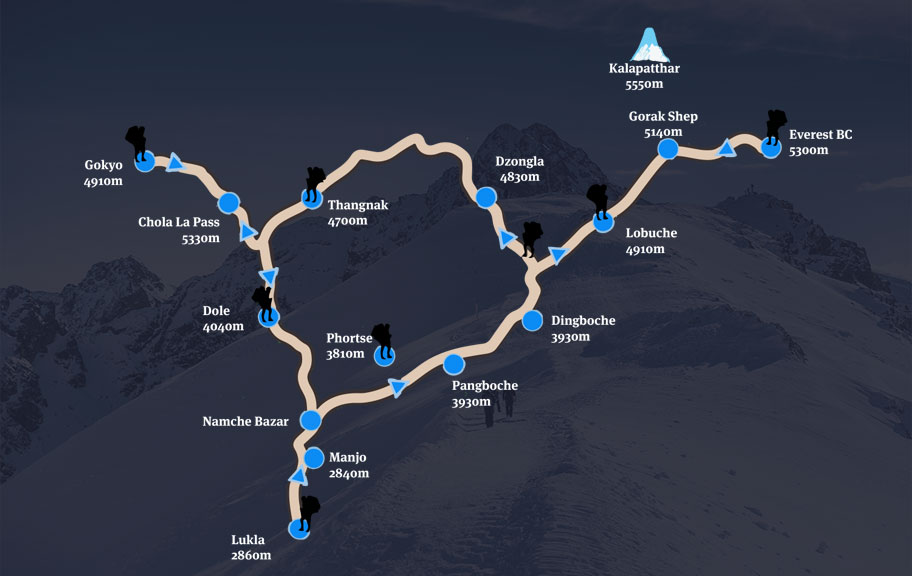 Kalapatthar
5550m
Gorak Shep
5140m
Everest BC
5300m
Dzongla
4830m
Gokyo
4910m
Thangnak
4700m
Chola La Pass
5330m
Lobuche
4910m
Dole
4040m
Dingboche
3930m
Phortse
3810m
Pangboche
3930m
Namche Bazar
Manjo
2840m
Lukla
2860m